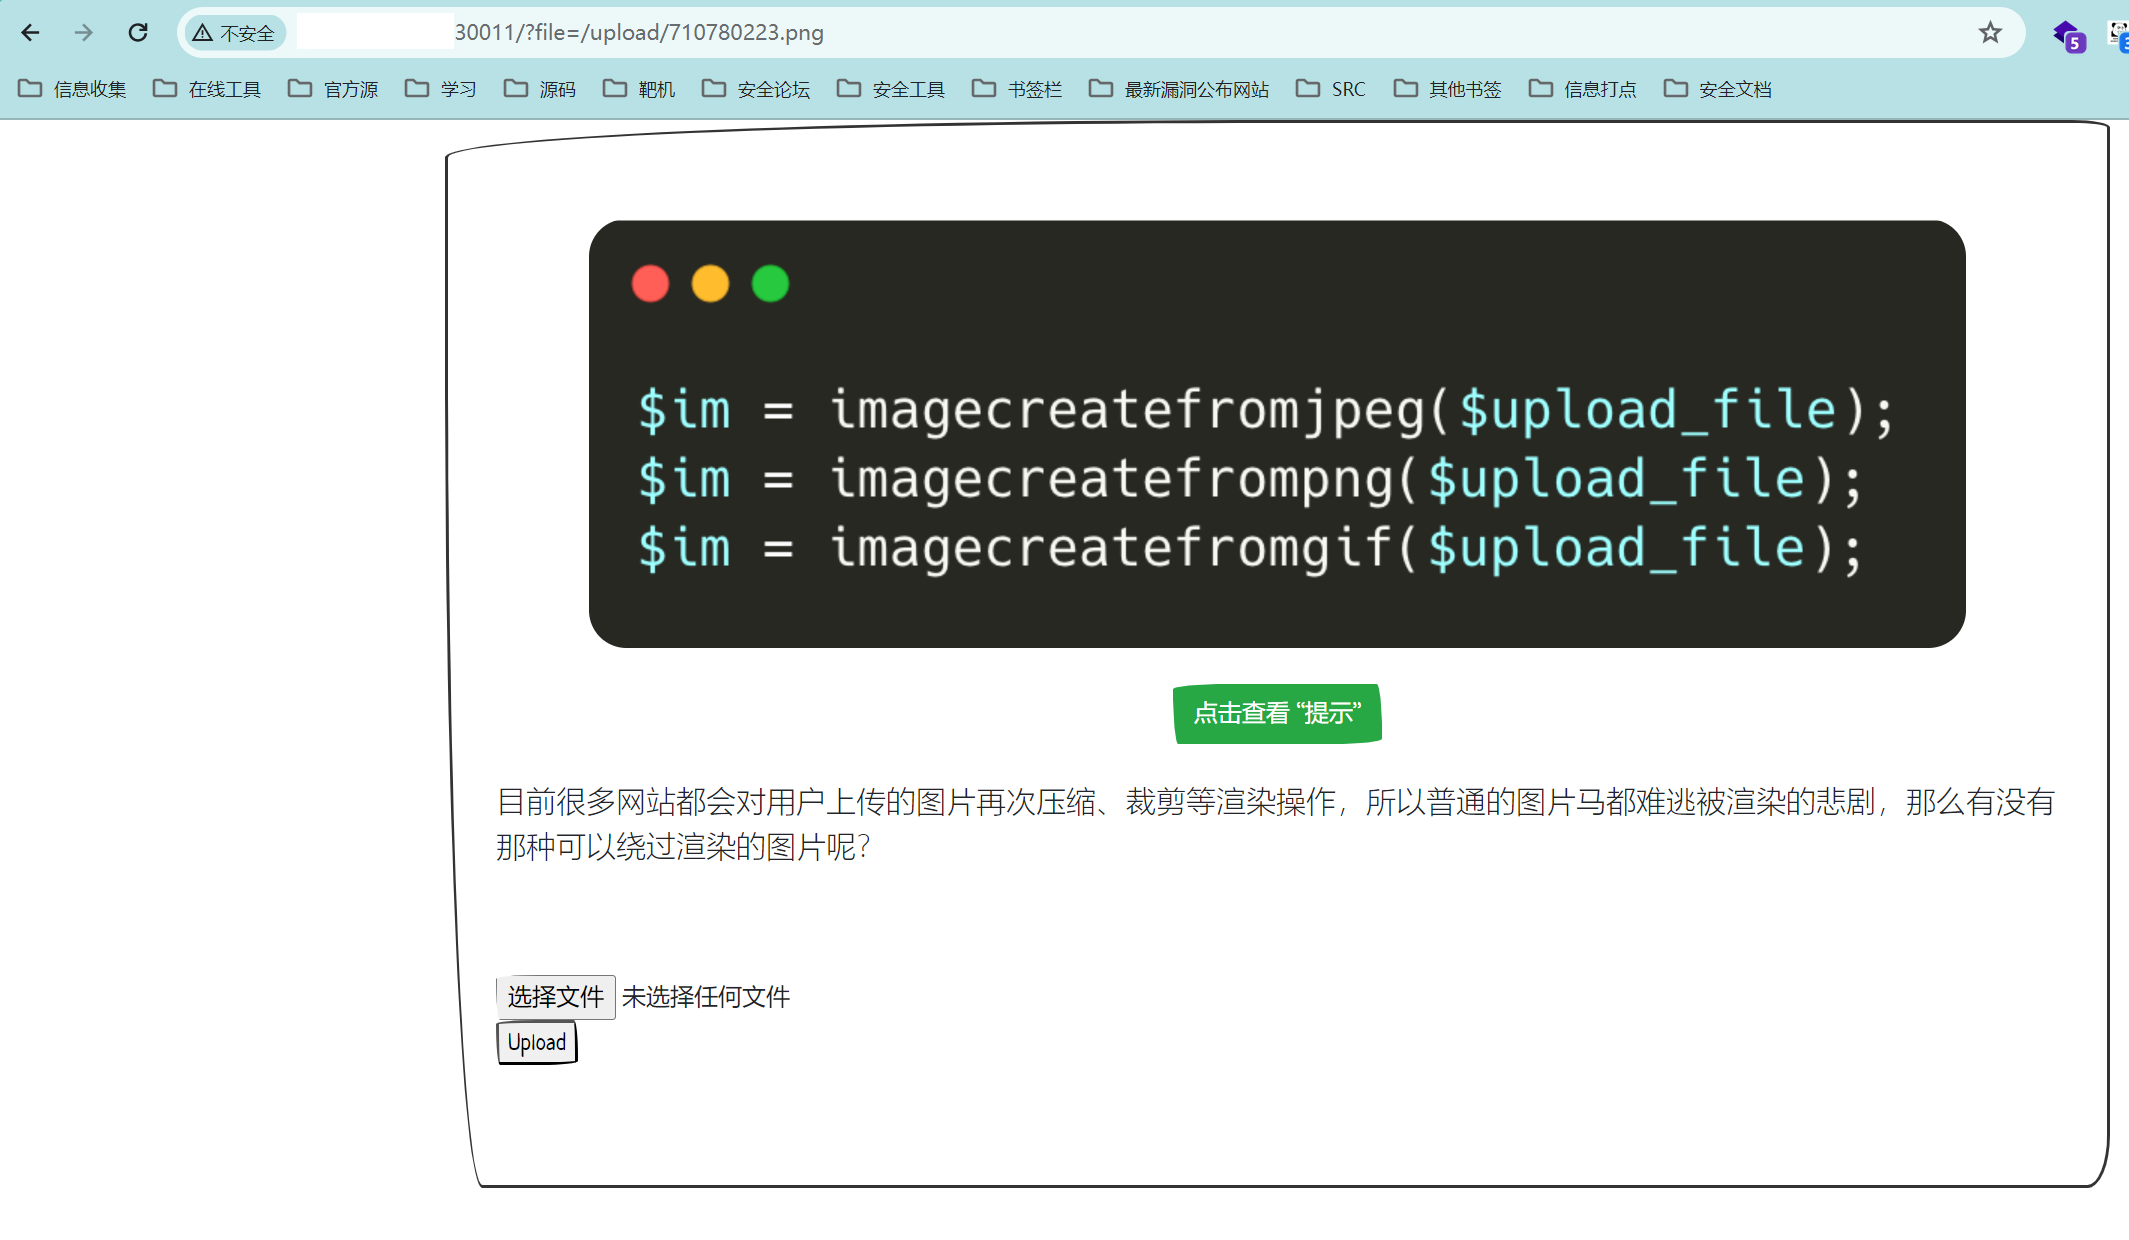 不安全 30011/?file=/upload/710780223.png
5
信息收集 在线工具 官方源 学习 源码 靶机 安全论坛 安全工具 书签栏 最新漏洞公布网站 SRC 其他书签 信息打点 安全文档
$im = imagecreatefromjpeg($upload_file);
$im = imagecreatefrompng($upload_file);
$im = imagecreatefromgif($upload_file);
点击查看 “提示”
目前很多网站都会对用户上传的图片再次压缩、裁剪等渲染操作，所以普通的图片马都难逃被渲染的悲剧，那么有没有
那种可以绕过渲染的图片呢？
选择文件 未选择任何文件
Upload